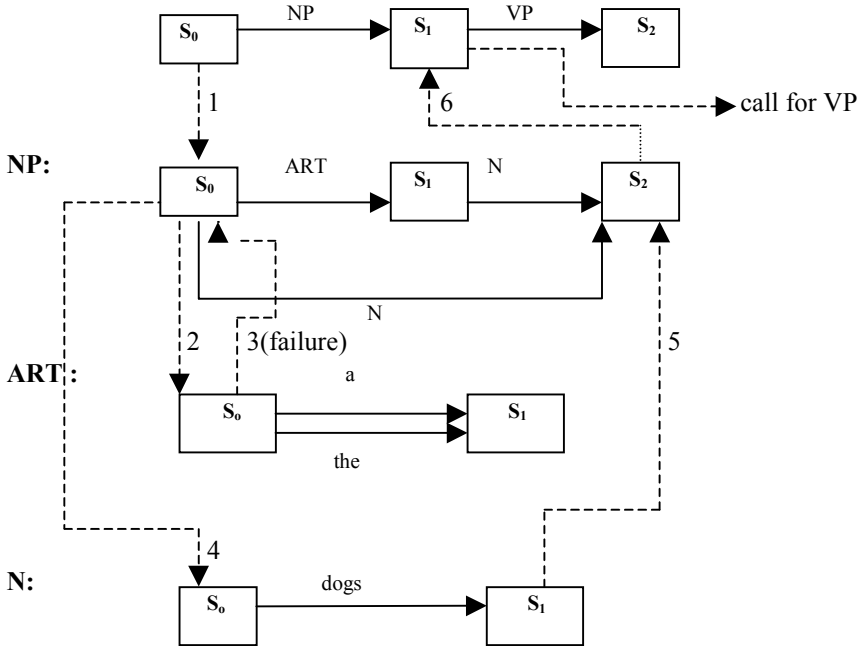 NP VP
S₀ S₁ S₂
1 6 call for VP
NP:
S₀ ART S₁ N S₂
N
2 3(failure) 5
ART :
a
Sₒ S₁
the
4
N:
dogs
Sₒ S₁